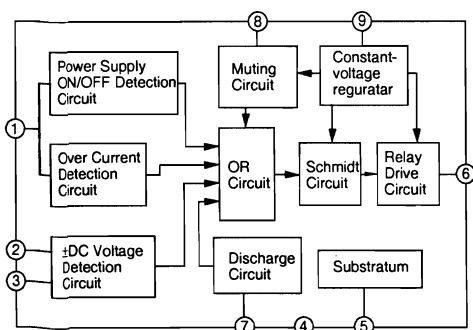 8
9
Power Supply
ON/OFF Detection
Circuit
Muting
Circuit
Constant-
voltage
reguratar
1
Over Current
Detection
Circuit
OR
Circuit
Schmidt
Circuit
Relay
Drive
Circuit
6
2
3
±DC Voltage
Detection
Circuit
Discharge
Circuit
Substratum
7
4
5